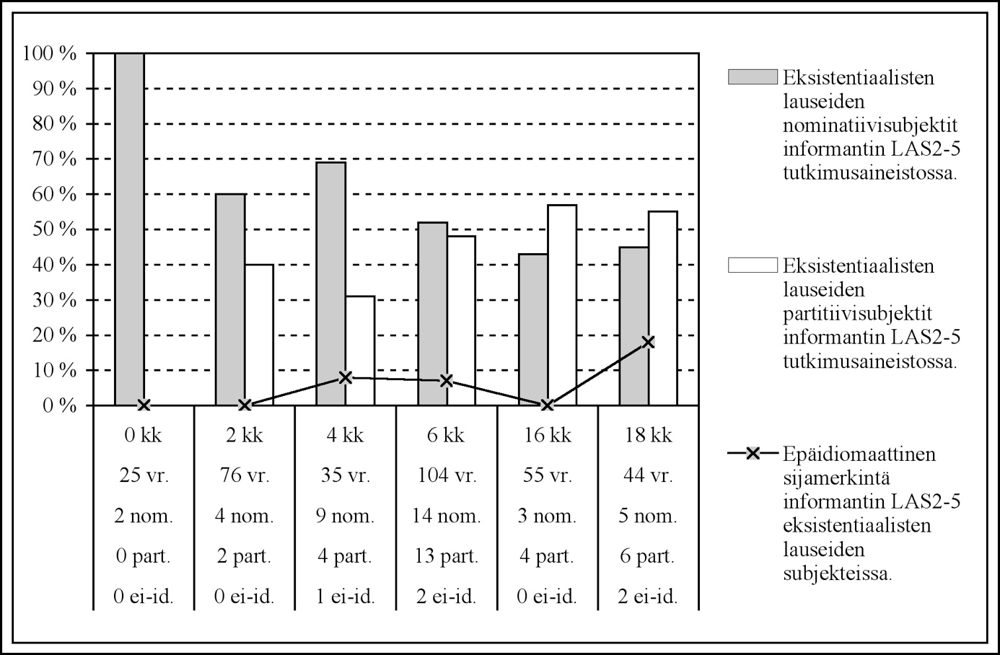 100 %
90 %
80 %
70 %
60 %
50 %
40 %
30 %
20 %
10 %
0 %
0 kk 2 kk 4 kk 6 kk 16 kk 18 kk
25 vr. 76 vr. 35 vr. 104 vr. 55 vr. 44 vr.
2 nom. 4 nom. 9 nom. 14 nom. 3 nom. 5 nom.
0 part. 2 part. 4 part. 13 part. 4 part. 6 part.
0 ei-id. 0 ei-id. 1 ei-id. 2 ei-id. 0 ei-id. 2 ei-id.
Eksistentiaalisten
lauseiden
nominatiivisubjektit
informantin LAS2-5
tutkimusaineistossa.
Eksistentiaalisten
lauseiden
partitiivisubjektit
informantin LAS2-5
tutkimusaineistossa.
Epäidiomaattinen
sijamerkintä
informantin LAS2-5
eksistentiaalisten
lauseiden
subjekteissa.